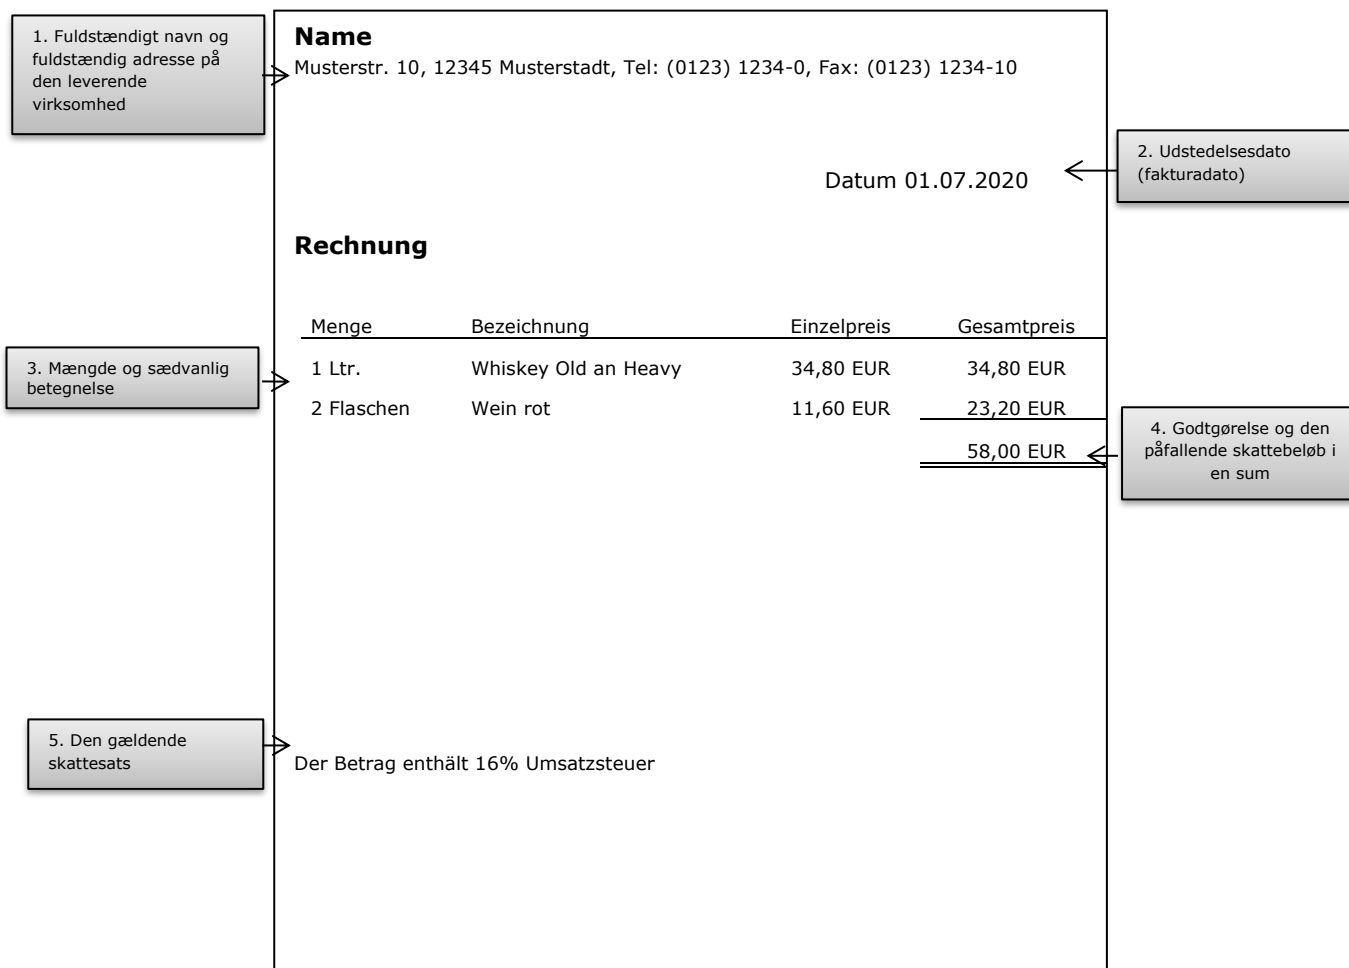 1. Fuldstændigt navn og
fuldstændig adresse på
den leverende
virksomhed
Name
Musterstr. 10, 12345 Musterstadt, Tel: (0123) 1234-0, Fax: (0123) 1234-10
2. Udstedelsesdato
(fakturadato)
Datum 01.07.2020
Rechnung
Menge Bezeichnung Einzelpreis Gesamtpreis
3. Mængde og sædvanlig
betegnelse
1 Ltr. Whiskey Old an Heavy 34,80 EUR 34,80 EUR
2 Flaschen Wein rot 11,60 EUR 23,20 EUR
58,00 EUR
4. Godtgørelse og den
påfallende skattebeløb i
en sum
5. Den gældende
skattesats
Der Betrag enthält 16% Umsatzsteuer